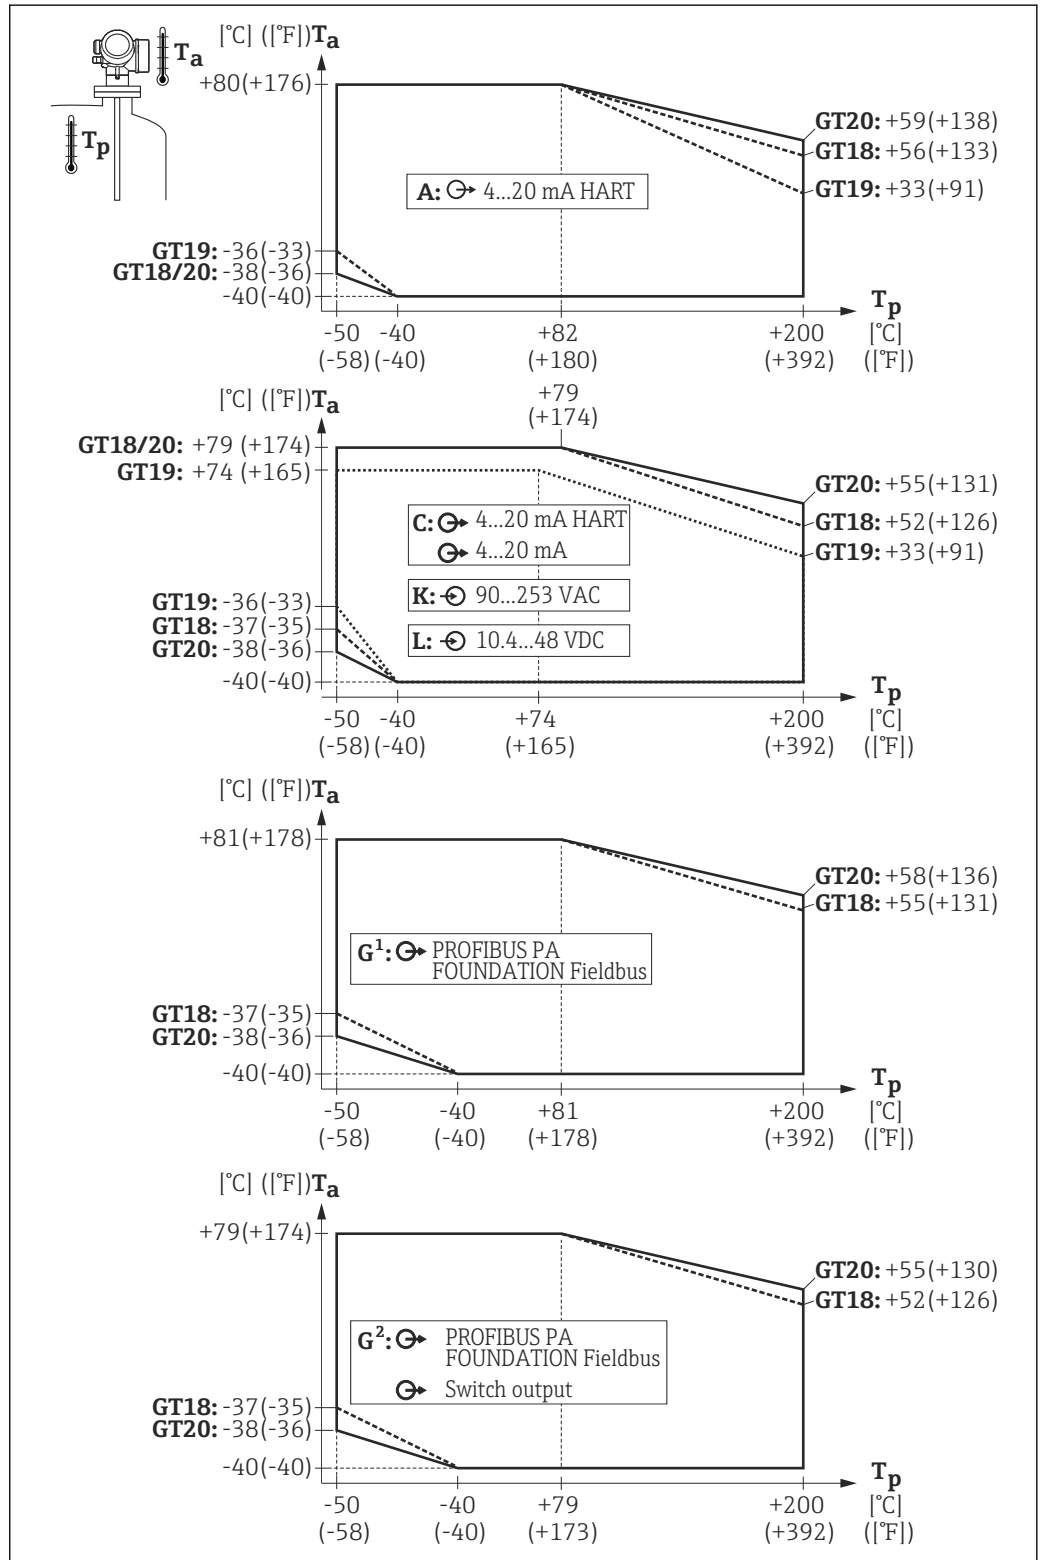 [°C] ([°F])Ta
Ta
Tp
+80(+176)
GT20: +59(+138)
GT18: +56(+133)
A: 4...20 mA HART
GT19: +33(+91)
GT19: -36(-33)
GT18/20: -38(-36)
-40(-40)
Tp
-50 -40 +82 +200 [°C]
(-58) (-40) (+180) (+392) ([°F])
+79
[°C] ([°F])Ta
(+174)
GT18/20: +79 (+174)
GT19: +74 (+165)
GT20: +55(+131)
C: 4...20 mA HART
GT18: +52(+126)
4...20 mA
GT19: +33(+91)
K: 90...253 VAC
GT19: -36(-33)
GT18: -37(-35)
L: 10.4...48 VDC
GT20: -38(-36)
-40(-40)
Tp
-50 -40 +74 +200 [°C]
(-58) (-40) (+165) (+392) ([°F])
[°C] ([°F])Ta
+81(+178)
GT20: +58(+136)
GT18: +55(+131)
G1: PROFIBUS PA
FOUNDATION Fieldbus
GT18: -37(-35)
GT20: -38(-36)
-40(-40)
Tp
-50 -40 +81 +200 [°C]
(-58) (-40) (+178) (+392) ([°F])
[°C] ([°F])Ta
+79(+174)
GT20: +55(+130)
GT18: +52(+126)
G2: PROFIBUS PA
FOUNDATION Fieldbus
Switch output
GT18: -37(-35)
GT20: -38(-36)
-40(-40)
Tp
-50 -40 +79 +200 [°C]
(-58) (-40) (+173) (+392) ([°F])